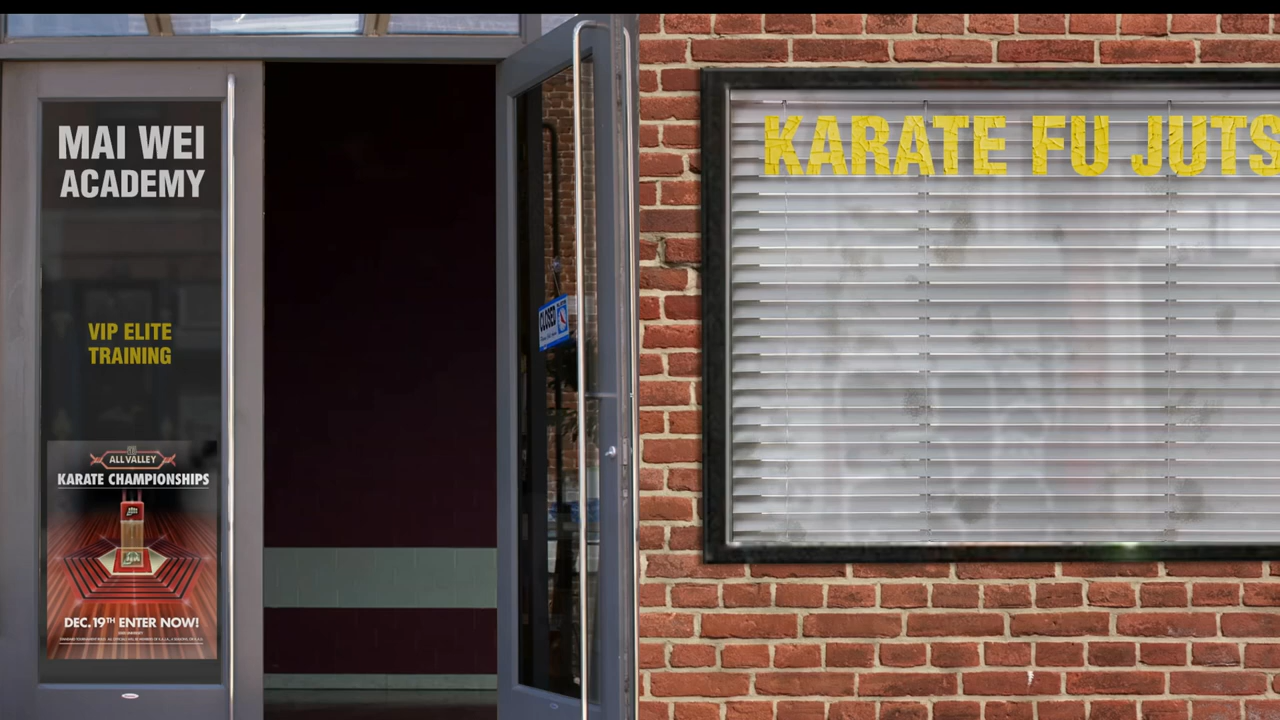 MAI WEI
ACADEMY
VIP ELITE
TRAINING
ALL VALLEY
KARATE CHAMPIONSHIPS
DEC. 19TH ENTER NOW!
CLOSED
KARATE FU JUTS